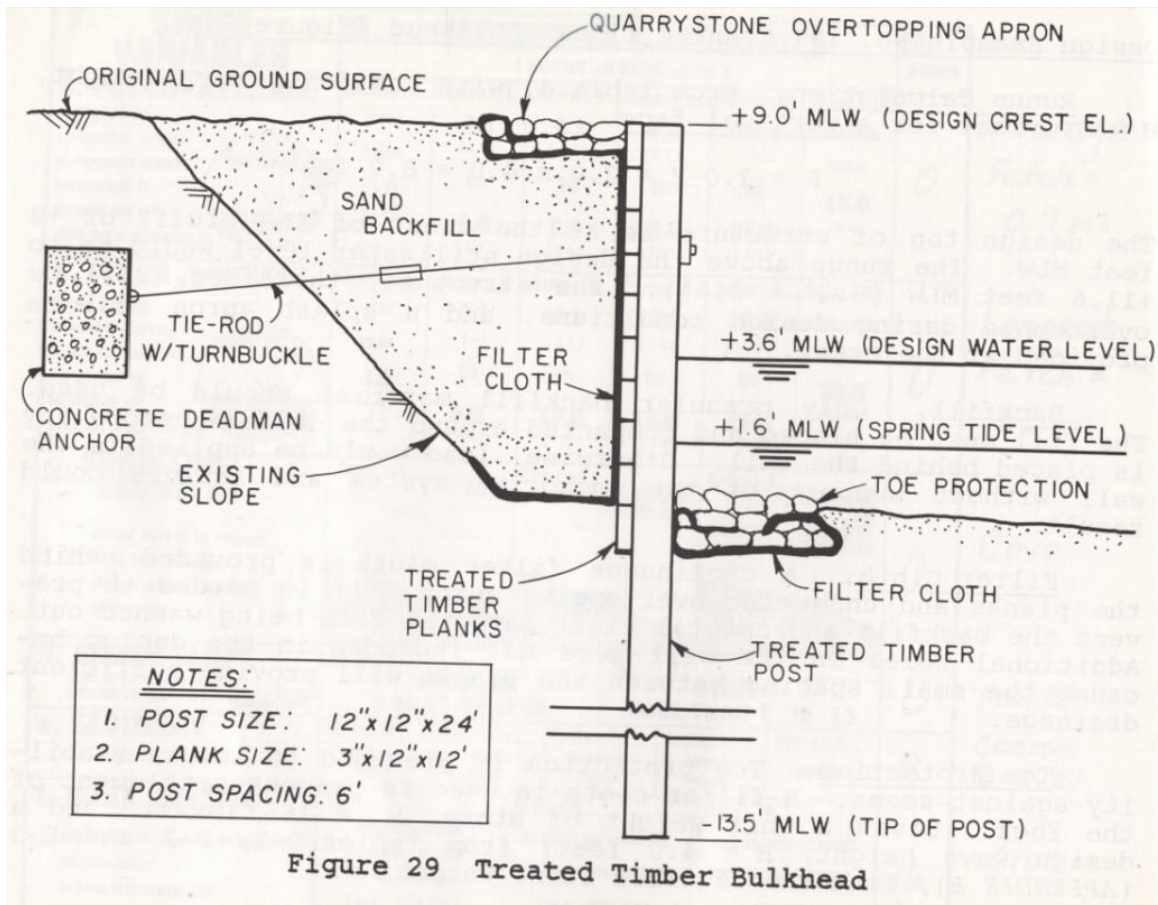 QUARRYSTONE OVERTOPPING APRON
ORIGINAL GROUND SURFACE
+9.0' MLW (DESIGN CREST EL.)
SAND
BACKFILL
TIE-ROD
W/TURNBUCKLE
FILTER
CLOTH
+3.6' MLW (DESIGN WATER LEVEL)
CONCRETE DEADMAN
ANCHOR
+1.6' MLW (SPRING TIDE LEVEL)
EXISTING
SLOPE
TOE PROTECTION
TREATED
TIMBER
PLANKS
FILTER CLOTH
TREATED TIMBER
POST
NOTES:
1. POST SIZE: 12"x12"x24'
2. PLANK SIZE: 3"x12"x12'
3. POST SPACING: 6'
-13.5 MLW (TIP OF POST)
Figure 29 Treated Timber Bulkhead